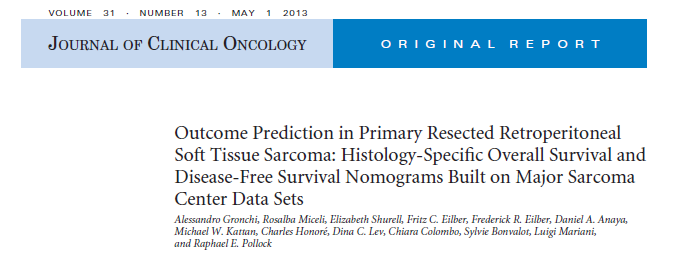 VOLUME 31 · NUMBER 13 · MAY 1 2013
JOURNAL OF CLINICAL ONCOLOGY
ORIGINAL REPORT
Outcome Prediction in Primary Resected Retroperitoneal
Soft Tissue Sarcoma: Histology-Specific Overall Survival and
Disease-Free Survival Nomograms Built on Major Sarcoma
Center Data Sets
Alessandro Gronchi, Rosalba Miceli, Elizabeth Shurell, Fritz C. Eilber, Frederick R. Eilber, Daniel A. Anaya,
Michael W. Kattan, Charles Honoré, Dina C. Lev, Chiara Colombo, Sylvie Bonvalot, Luigi Mariani,
and Raphael E. Pollock